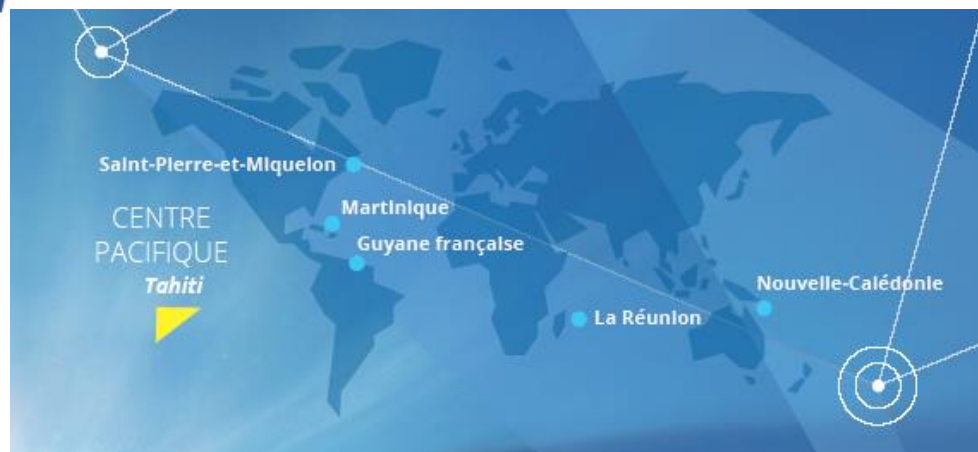 Saint-Pierre-et-Miquelon
Martinique
CENTRE
PACIFIQUE
Tahiti
Guyane française
Nouvelle-Calédonie
La Réunion